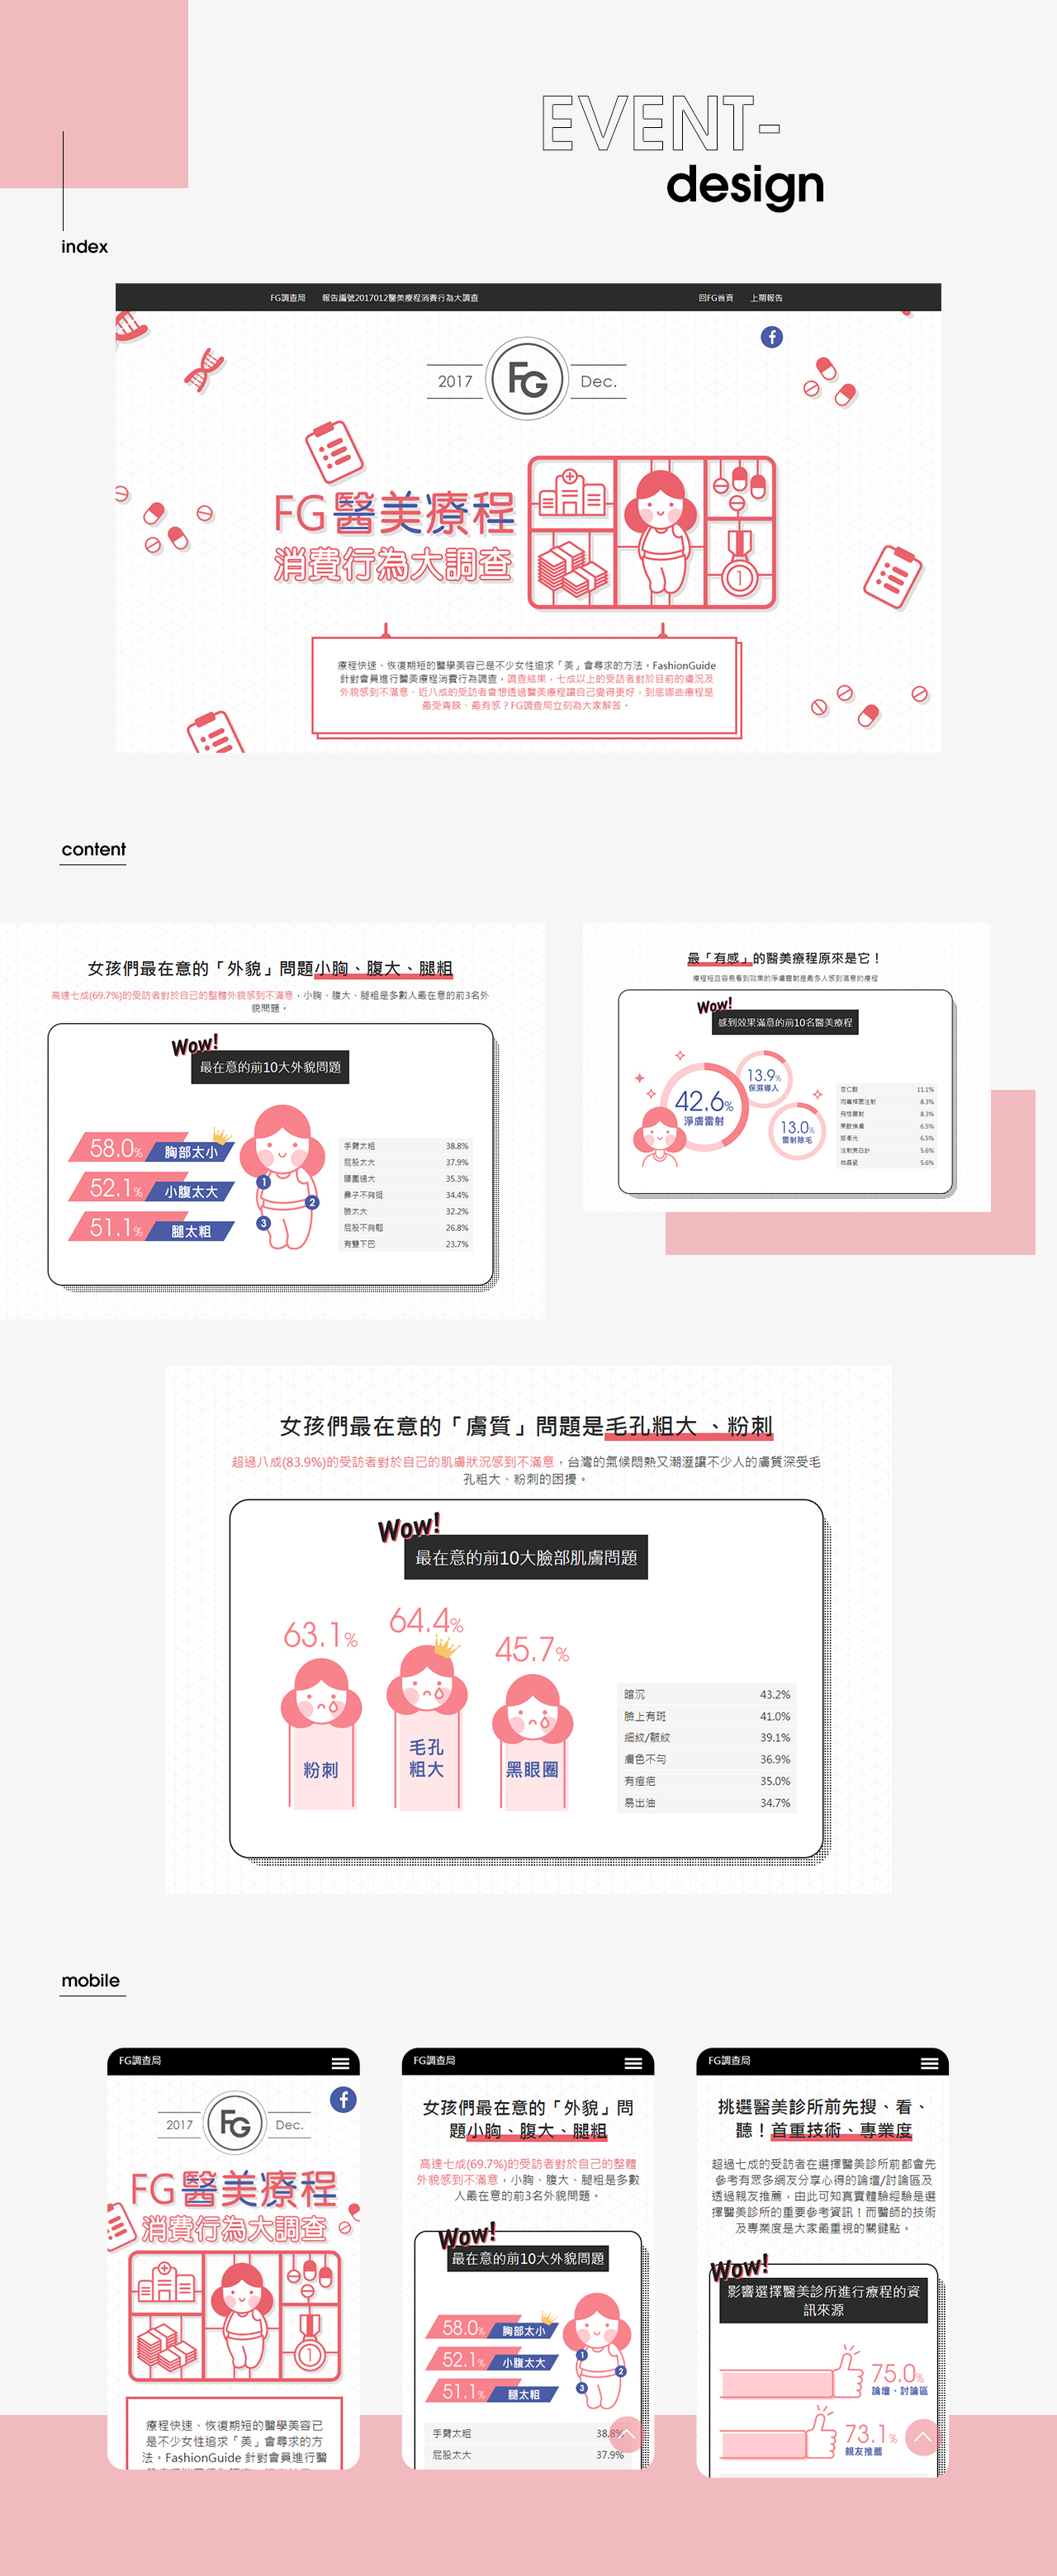 EVENT-
design
index
FG調查局 報告編號2017012醫美療程消費行為大調查 回FG首頁 上期報告
2017 FG Dec.
FG醫美療程
消費行為大調查
1
療程快速、恢復期短的醫學美容已是不少女性追求「美」會尋求的方法，FashionGuide
針對會員進行醫美療程消費行為調查，調查結果，七成以上的受訪者對於目前的膚況及
外貌感到不滿意、近八成的受訪者會想透過醫美療程讓自己變得更好，到底哪些療程是
最受青睞、最有感？FG調查局立刻為大家解答。
content
女孩們最在意的「外貌」問題小胸、腹大、腿粗
高達七成(69.7%)的受訪者對於自己的整體外貌感到不滿意，小胸、腹大、腿粗是多數人最在意的前3名外
貌問題。
Wow!
最在意的前10大外貌問題
58.0% 胸部太小
52.1% 小腹太大
51.1% 腿太粗
1
2
3
手臂太粗 38.8%
屁股太大 37.9%
腰圍過大 35.3%
鼻子不夠挺 34.4%
臉太大 32.2%
屁股不夠翹 26.8%
有雙下巴 23.7%
最「有感」的醫美療程原來是它！
療程短且容易看到效果的淨膚雷射是最多人感到滿意的療程
Wow!
感到效果滿意的前10名醫美療程
42.6%
淨膚雷射
13.9%
保濕導入
13.0%
雷射除毛
杏仁酸 11.1%
肉毒桿菌注射 8.3%
飛梭雷射 8.3%
果酸換膚 6.5%
脈衝光 6.5%
注射美白針 5.6%
微晶瓷 5.6%
女孩們最在意的「膚質」問題是毛孔粗大 、粉刺
超過八成(83.9%)的受訪者對於自己的肌膚狀況感到不滿意，台灣的氣候悶熱又潮溼讓不少人的膚質深受毛
孔粗大、粉刺的困擾。
Wow!
最在意的前10大臉部肌膚問題
63.1%
粉刺
64.4%
毛孔
粗大
45.7%
黑眼圈
暗沉 43.2%
臉上有斑 41.0%
細紋/皺紋 39.1%
膚色不勻 36.9%
有痘疤 35.0%
易出油 34.7%
mobile
FG調查局
2017 FG Dec.
FG醫美療程
消費行為大調查
1
療程快速、恢復期短的醫學美容已
是不少女性追求「美」會尋求的方
法，FashionGuide 針對會員進行醫
FG調查局
女孩們最在意的「外貌」問
題小胸、腹大、腿粗
高達七成(69.7%)的受訪者對於自己的整體
外貌感到不滿意，小胸、腹大、腿粗是多數
人最在意的前3名外貌問題。
Wow!
最在意的前10大外貌問題
58.0% 胸部太小
52.1% 小腹太大
51.1% 腿太粗
1
2
3
手臂太粗 38.8%
屁股太大 37.9%
FG調查局
挑選醫美診所前先搜、看、
聽！首重技術、專業度
超過七成的受訪者在選擇醫美診所前都會先
參考有眾多網友分享心得的論壇/討論區及
透過親友推薦，由此可知真實體驗經驗是選
擇醫美診所的重要參考資訊！而醫師的技術
及專業度是大家最重視的關鍵點。
Wow!
影響選擇醫美診所進行療程的資
訊來源
75.0%
論壇、討論區
73.1%
親友推薦